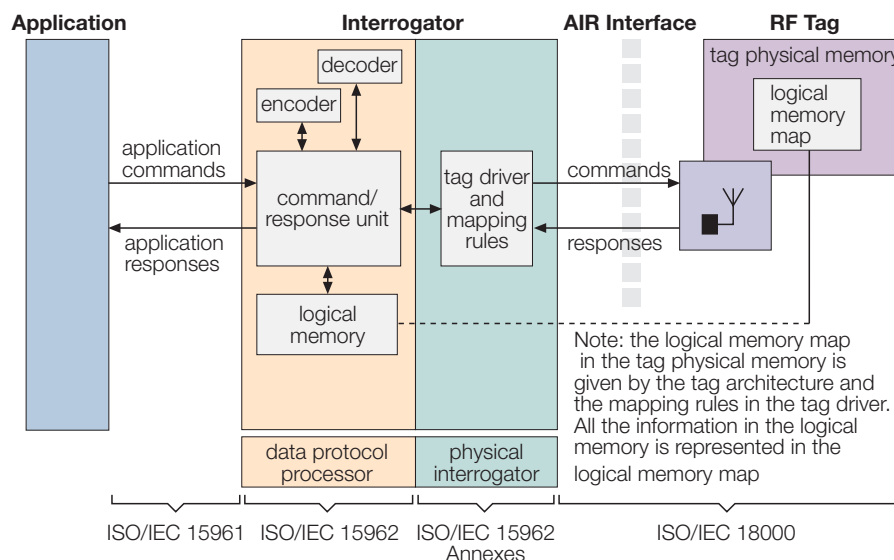 Application
Interrogator
AIR Interface
RF Tag
decoder
encoder
tag physical memory
logical
memory
map
application
commands
command/
response unit
tag driver
and
mapping
rules
commands
application
responses
responses
logical
memory
Note: the logical memory map
in the tag physical memory is
given by the tag architecture and
the mapping rules in the tag driver.
All the information in the logical
memory is represented in the
logical memory map
data protocol
processor
physical
interrogator
ISO/IEC 15961
ISO/IEC 15962
ISO/IEC 15962
Annexes
ISO/IEC 18000